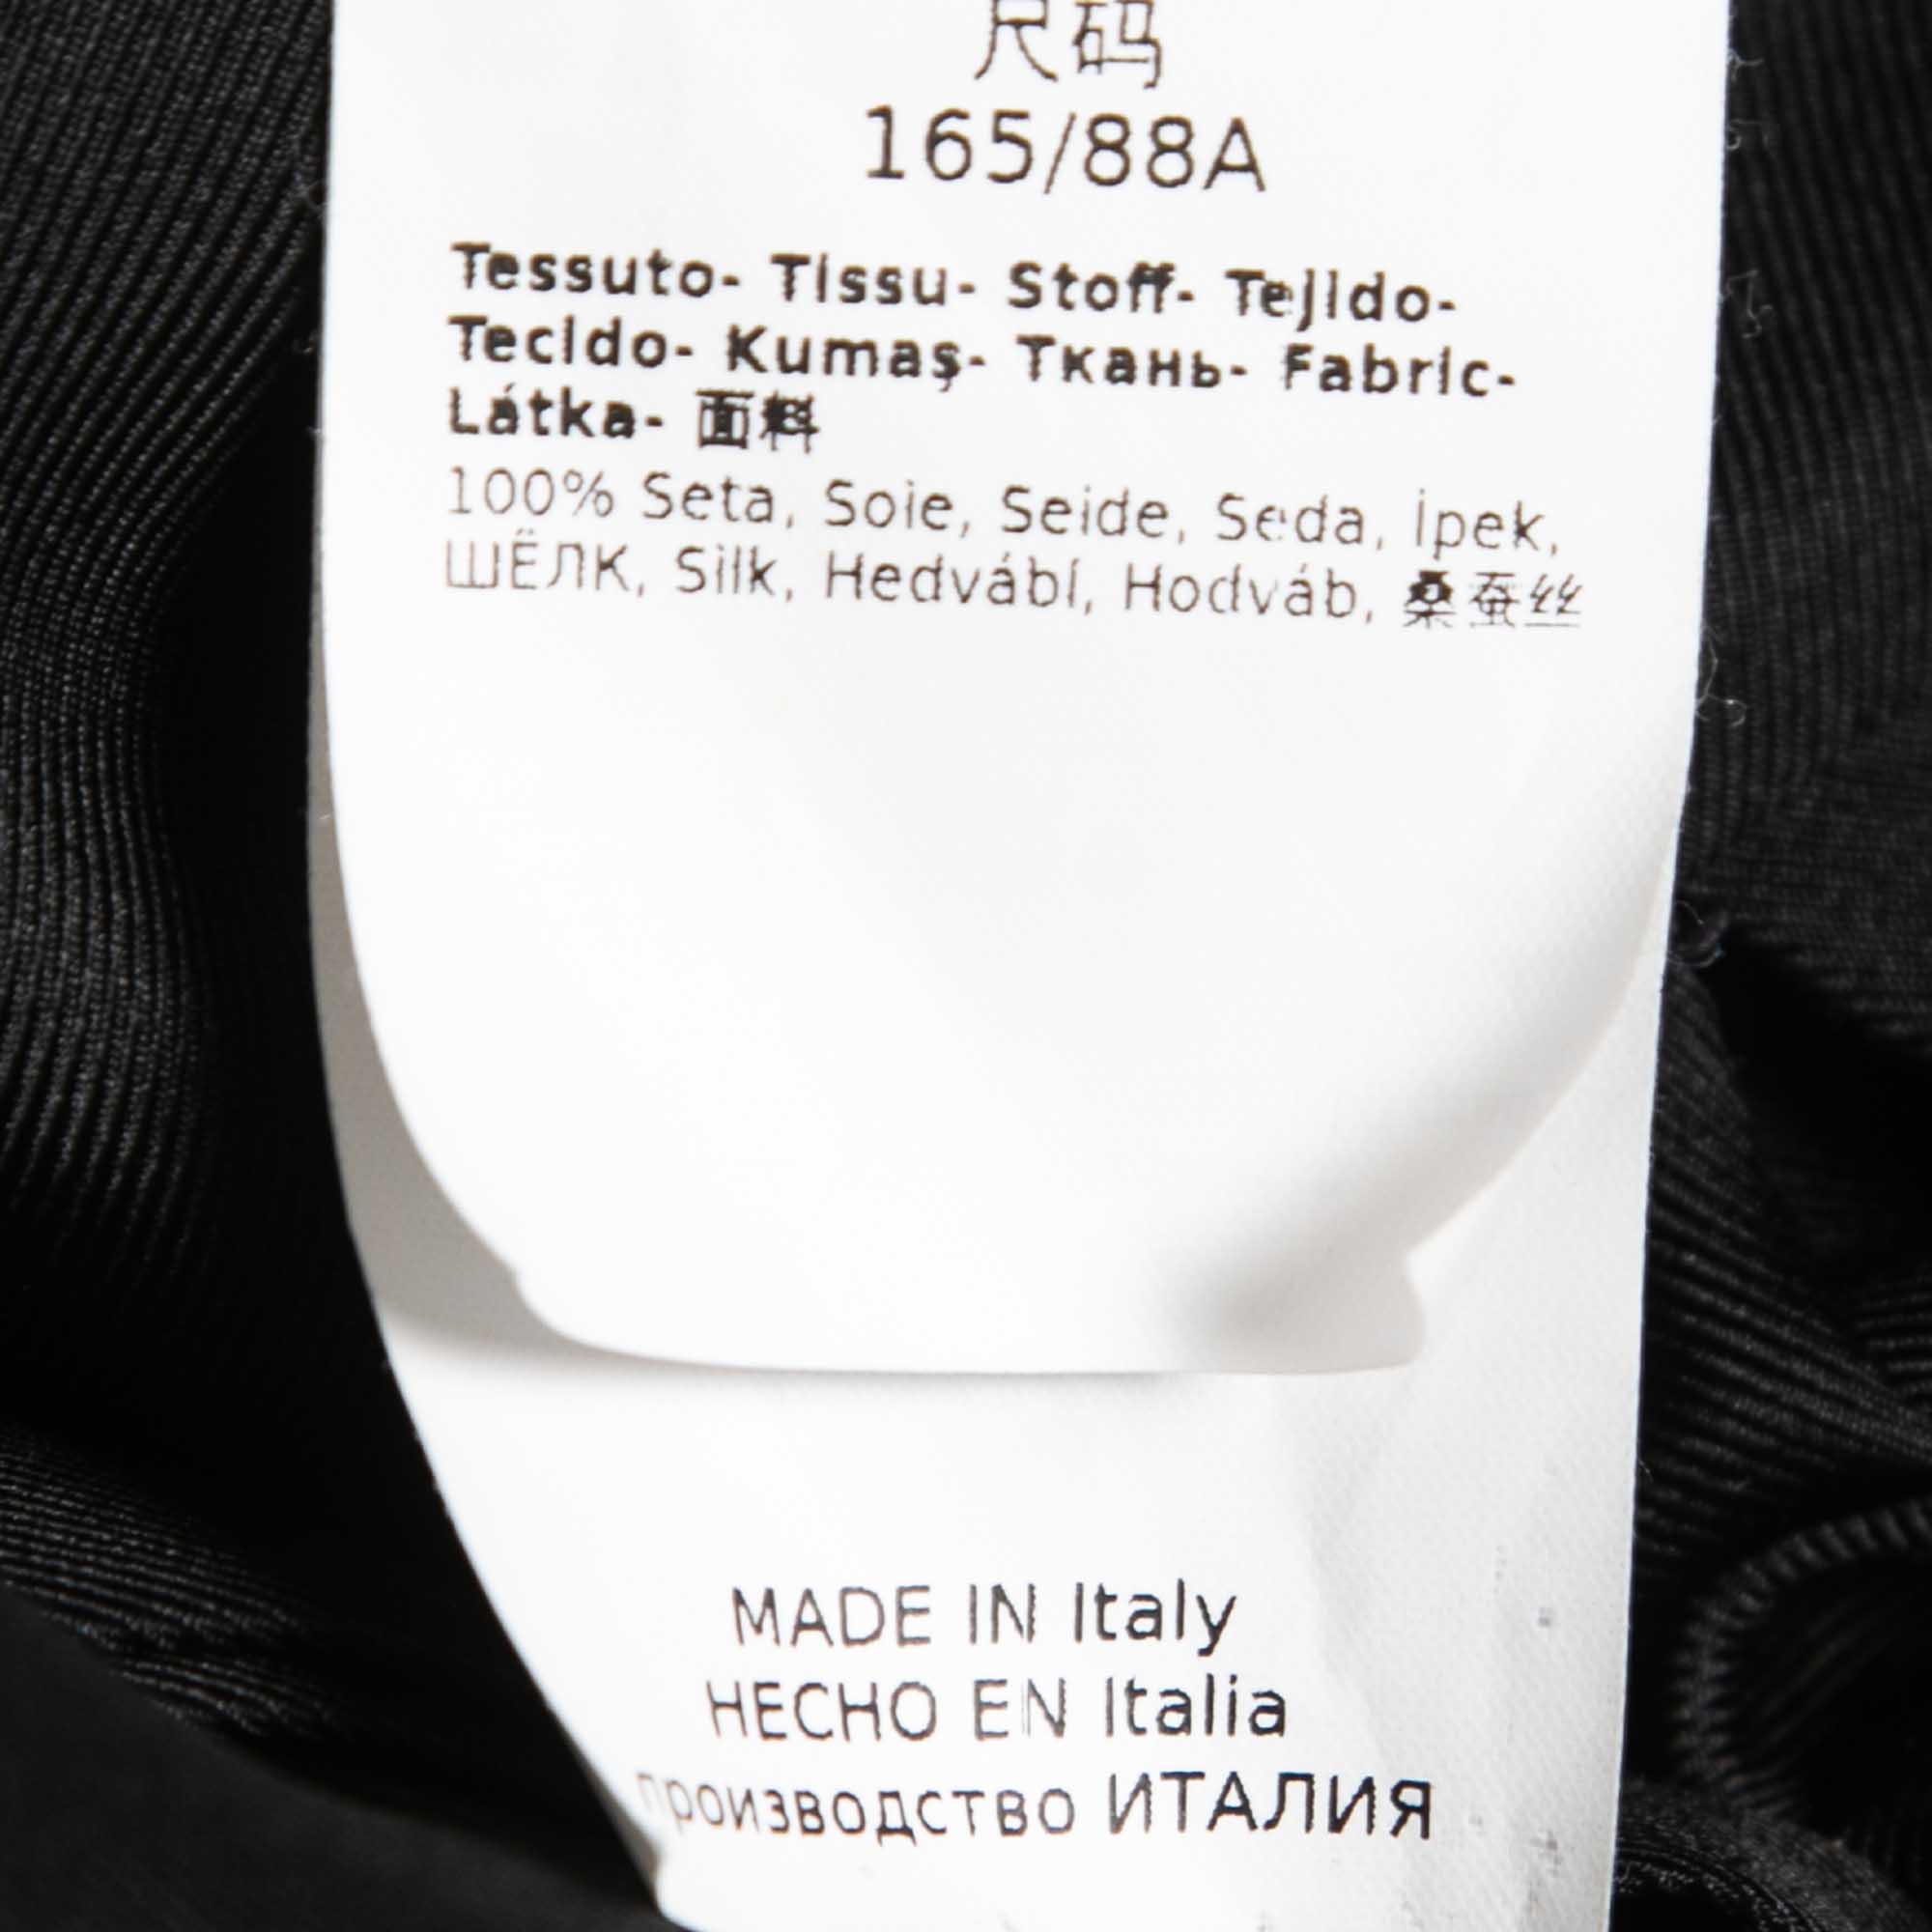 尺码
165/88A
Tessuto- Tissu- Stoff- Tejido-
Tecido- Kumaş- Ткань- Fabric-
Látka- 面料
100% Seta, Soie, Seide, Seda, İpek,
ШЁЛК, Silk, Hedvábí, Hodváb, 桑蚕丝
MADE IN Italy
HECHO EN Italia
производство ИТАЛИЯ